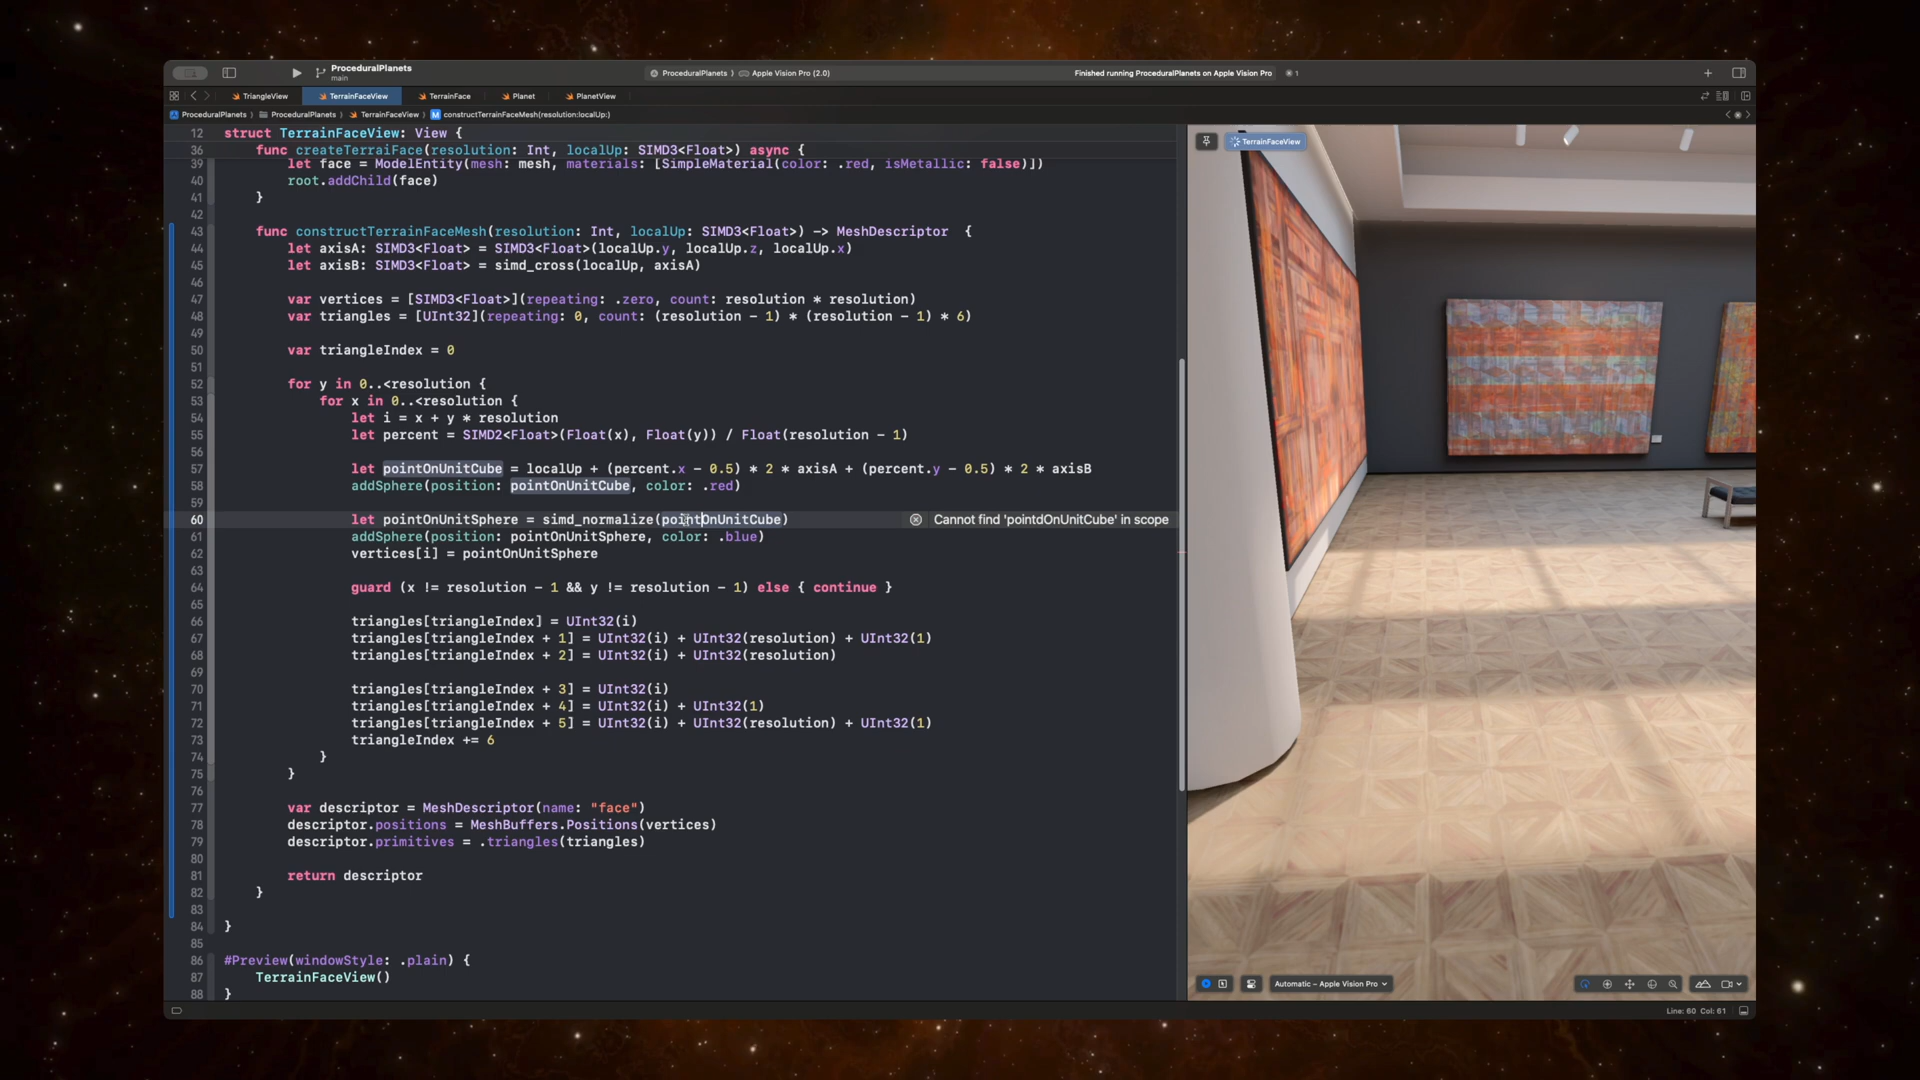 ProceduralPlanets
main
ProceduralPlanets
Apple Vision Pro (2.0)
Finished running ProceduralPlanets on Apple Vision Pro
1
TriangleView
TerrainFaceView
TerrainFace
Planet
PlanetView
ProceduralPlanets
ProceduralPlanets
TerrainFaceView
M
constructTerrainFaceMesh(resolution:localUp:)
12 struct TerrainFaceView: View {
36 func createTerraiFace(resolution: Int, localUp: SIMD3<Float>) async {
39 let face = ModelEntity(mesh: mesh, materials: [SimpleMaterial(color: .red, isMetallic: false)])
40 root.addChild(face)
41 }
42
43 func constructTerrainFaceMesh(resolution: Int, localUp: SIMD3<Float>) -> MeshDescriptor {
44 let axisA: SIMD3<Float> = SIMD3<Float>(localUp.y, localUp.z, localUp.x)
45 let axisB: SIMD3<Float> = simd_cross(localUp, axisA)
46
47 var vertices = [SIMD3<Float>](repeating: .zero, count: resolution * resolution)
48 var triangles = [UInt32](repeating: 0, count: (resolution - 1) * (resolution - 1) * 6)
49
50 var triangleIndex = 0
51
52 for y in 0..<resolution {
53 for x in 0..<resolution {
54 let i = x + y * resolution
55 let percent = SIMD2<Float>(Float(x), Float(y)) / Float(resolution - 1)
56
57 let pointOnUnitCube = localUp + (percent.x - 0.5) * 2 * axisA + (percent.y - 0.5) * 2 * axisB
58 addSphere(position: pointOnUnitCube, color: .red)
59
60 let pointOnUnitSphere = simd_normalize(pointOnUnitCube) Cannot find 'pointdOnUnitCube' in scope
61 addSphere(position: pointOnUnitSphere, color: .blue)
62 vertices[i] = pointOnUnitSphere
63
64 guard (x != resolution - 1 && y != resolution - 1) else { continue }
65
66 triangles[triangleIndex] = UInt32(i)
67 triangles[triangleIndex + 1] = UInt32(i) + UInt32(resolution) + UInt32(1)
68 triangles[triangleIndex + 2] = UInt32(i) + UInt32(resolution)
69
70 triangles[triangleIndex + 3] = UInt32(i)
71 triangles[triangleIndex + 4] = UInt32(i) + UInt32(1)
72 triangles[triangleIndex + 5] = UInt32(i) + UInt32(resolution) + UInt32(1)
73 triangleIndex += 6
74 }
75 }
76
77 var descriptor = MeshDescriptor(name: "face")
78 descriptor.positions = MeshBuffers.Positions(vertices)
79 descriptor.primitives = .triangles(triangles)
80
81 return descriptor
82 }
83
84 }
85
86 #Preview(windowStyle: .plain) {
87 TerrainFaceView()
88 }
TerrainFaceView
Automatic – Apple Vision Pro
Line: 60 Col: 61